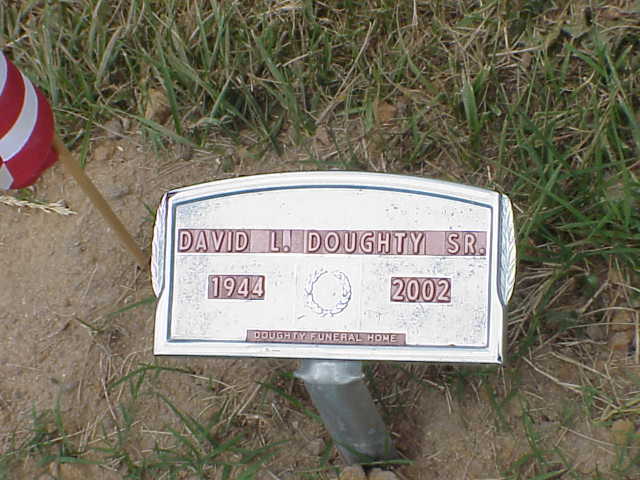 DAVID L. DOUGHTY SR.
1944 2002
DOUGHTY FUNERAL HOME